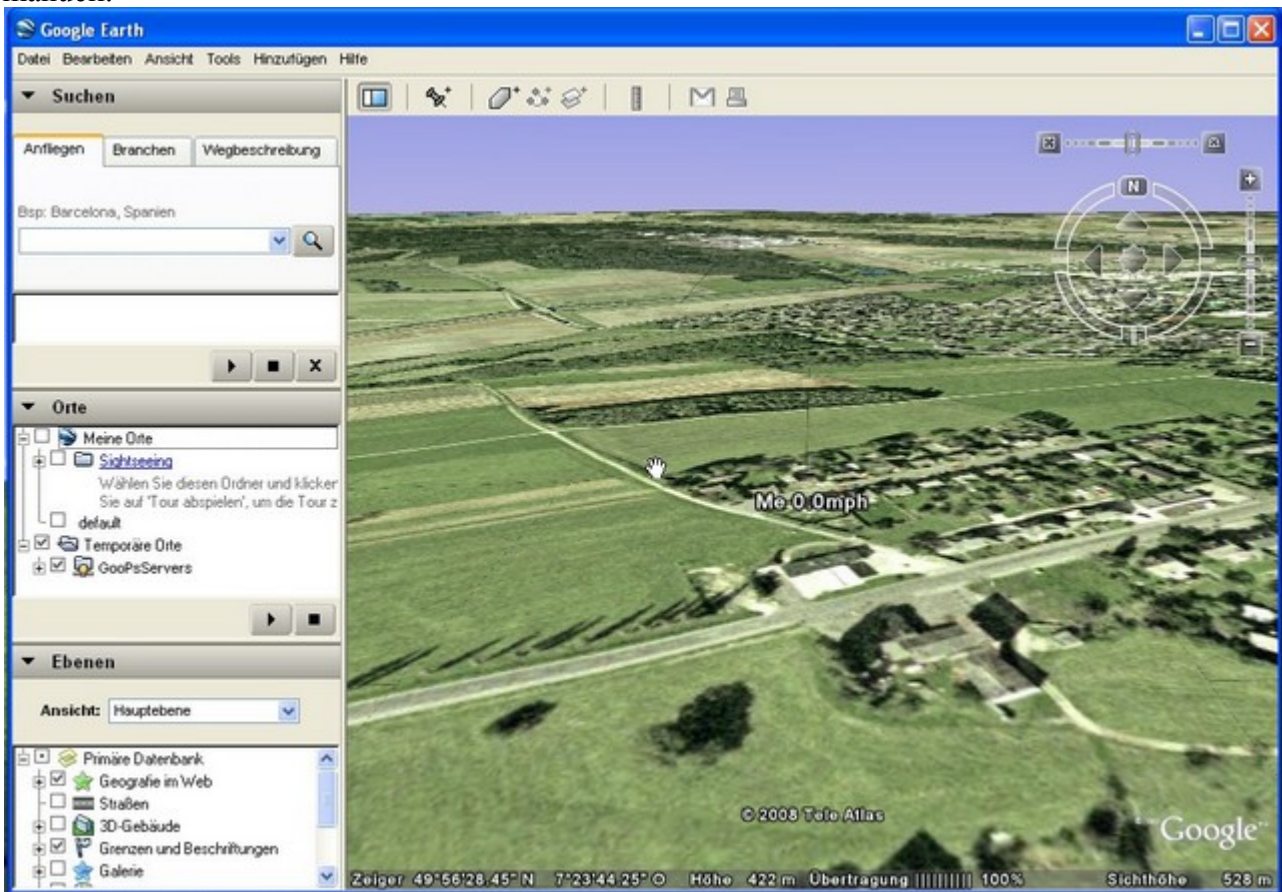 Google Earth
Datei Bearbeiten Ansicht Tools Hinzufügen Hilfe
Suchen
Anfliegen Branchen Wegbeschreibung
Bsp: Barcelona, Spanien
Orte
Meine Orte
Sightseeing
Wählen Sie diesen Ordner und klicken
Sie auf 'Tour abspielen', um die Tour z
default
Temporäre Orte
GooPsServers
Ebenen
Ansicht: Hauptebene
Primäre Datenbank
Geografie im Web
Straßen
3D-Gebäude
Grenzen und Beschriftungen
Galerie
N
Me 0.0mph
© 2008 Tele Atlas
Google
Zeiger 49°56'28.45" N 7°23'44.25" O Höhe 422 m Übertragung 100% Sichthöhe 528 m